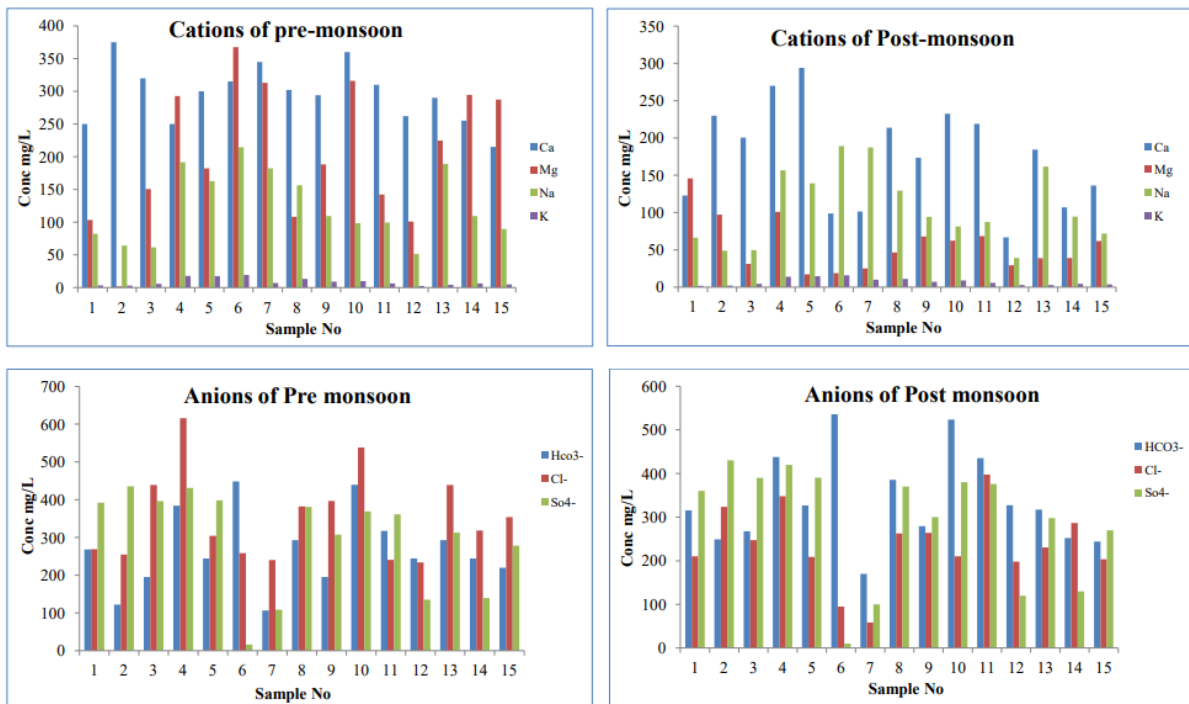 Cations of pre-monsoon
400
350
300
250
200
150
100
50
0
Conc mg/L
1 2 3 4 5 6 7 8 9 10 11 12 13 14 15
Sample No
Ca
Mg
Na
K
Cations of Post-monsoon
350
300
250
200
150
100
50
0
Conc mg/L
1 2 3 4 5 6 7 8 9 10 11 12 13 14 15
Sample No
Ca
Mg
Na
K
Anions of Pre monsoon
700
600
500
400
300
200
100
0
Conc mg/L
1 2 3 4 5 6 7 8 9 10 11 12 13 14 15
Sample No
Hco3-
Cl-
So4-
Anions of Post monsoon
600
500
400
300
200
100
0
Conc mg/L
1 2 3 4 5 6 7 8 9 10 11 12 13 14 15
Sample No
HCO3-
Cl-
So4-